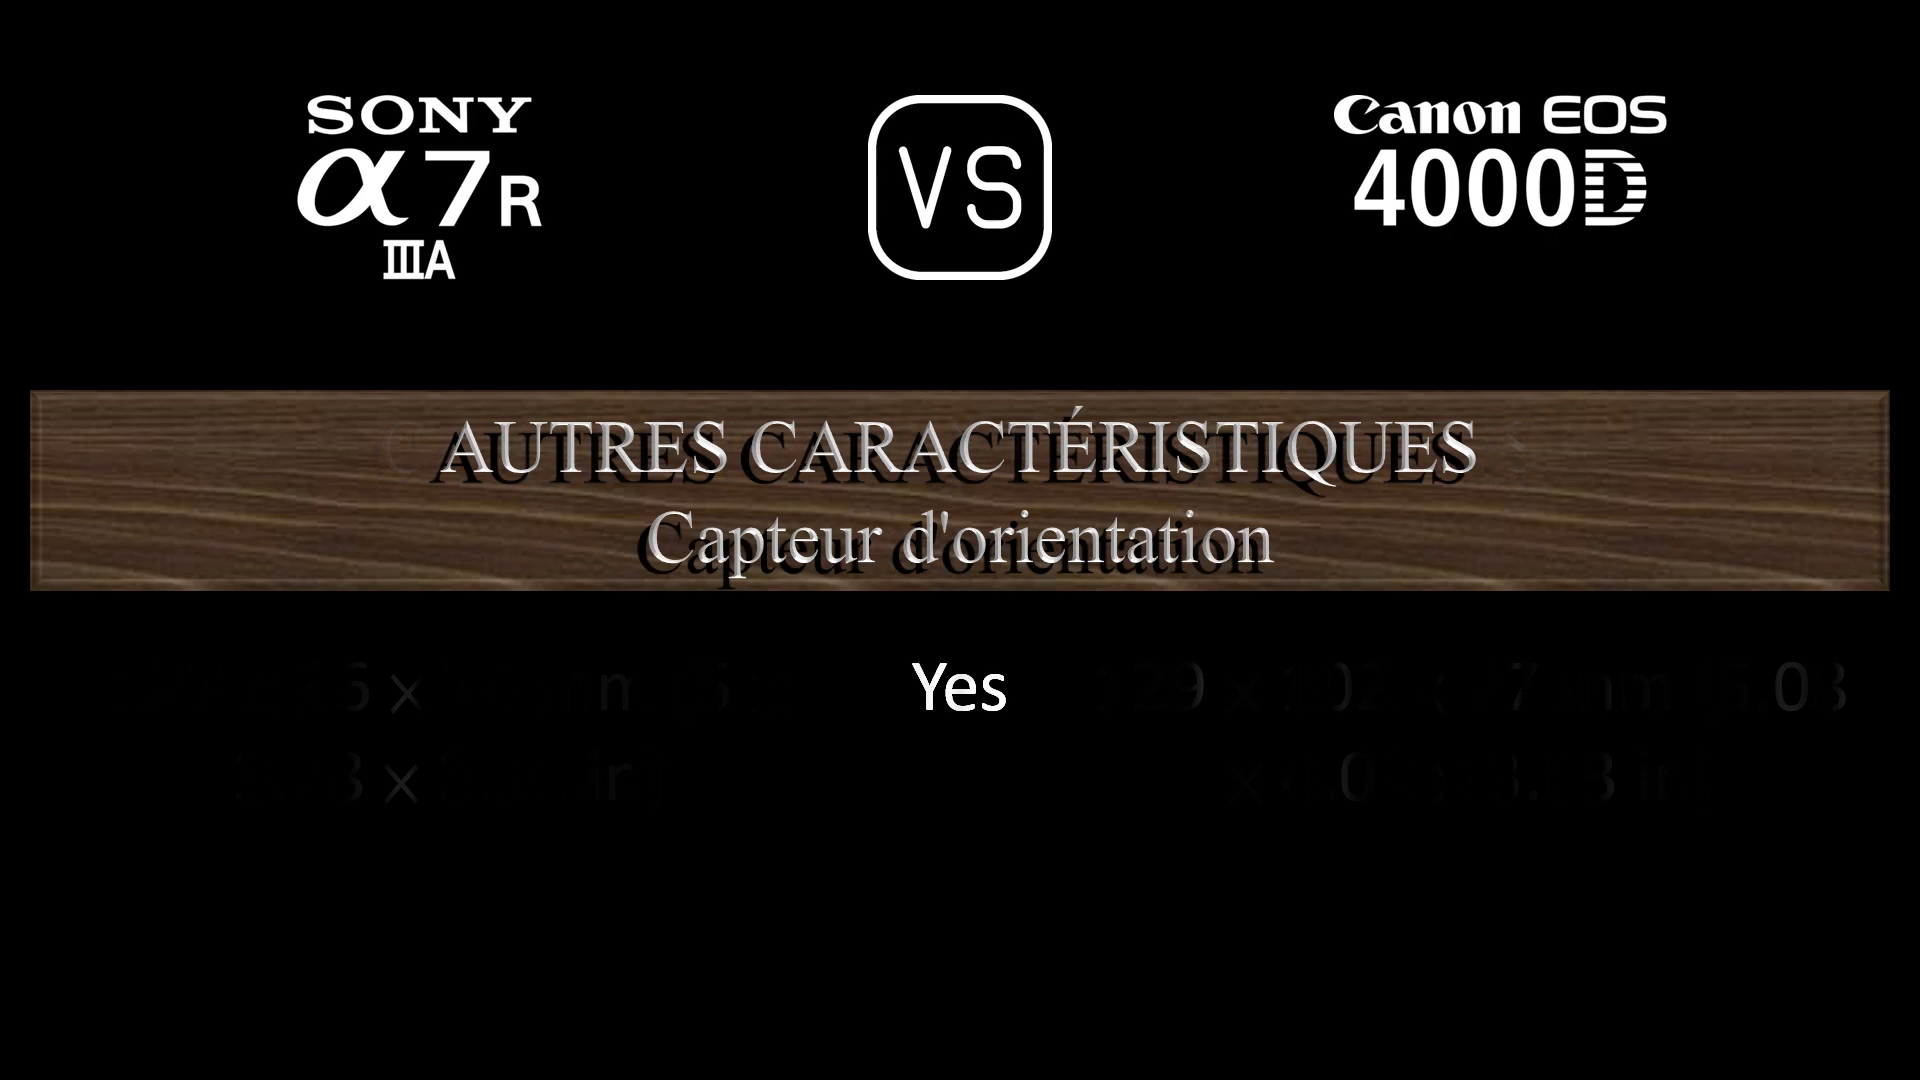 SONY
α7R
IIIA
VS
Canon EOS
4000D
AUTRES CARACTÉRISTIQUES
Capteur d'orientation
Yes